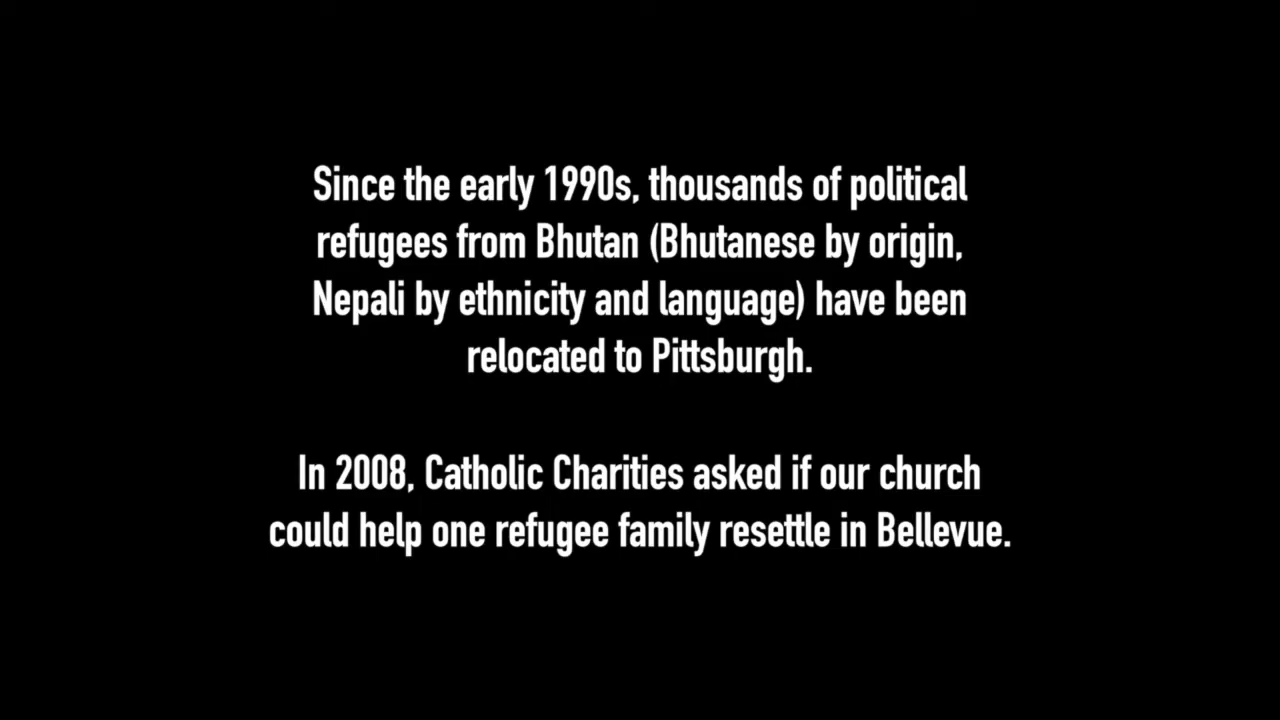 Since the early 1990s, thousands of political
refugees from Bhutan (Bhutanese by origin,
Nepali by ethnicity and language) have been
relocated to Pittsburgh.
In 2008, Catholic Charities asked if our church
could help one refugee family resettle in Bellevue.